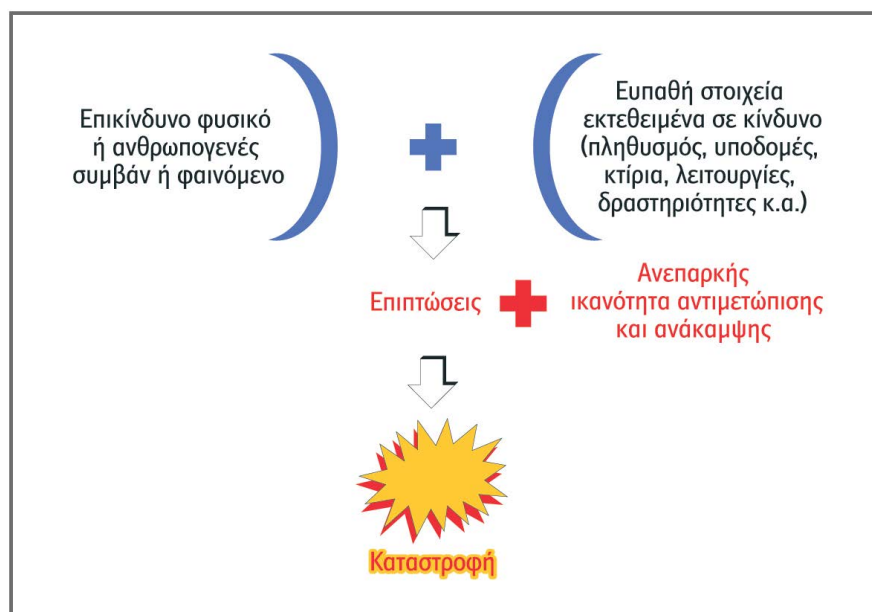 Επικίνδυνο φυσικό
ή ανθρωπογενές
συμβάν ή φαινόμενο
Ευπαθή στοιχεία
εκτεθειμένα σε κίνδυνο
(πληθυσμός, υποδομές,
κτίρια, λειτουργίες,
δραστηριότητες κ.α.)
Επιπτώσεις
Ανεπαρκής
ικανότητα αντιμετώπισης
και ανάκαμψης
Καταστροφή